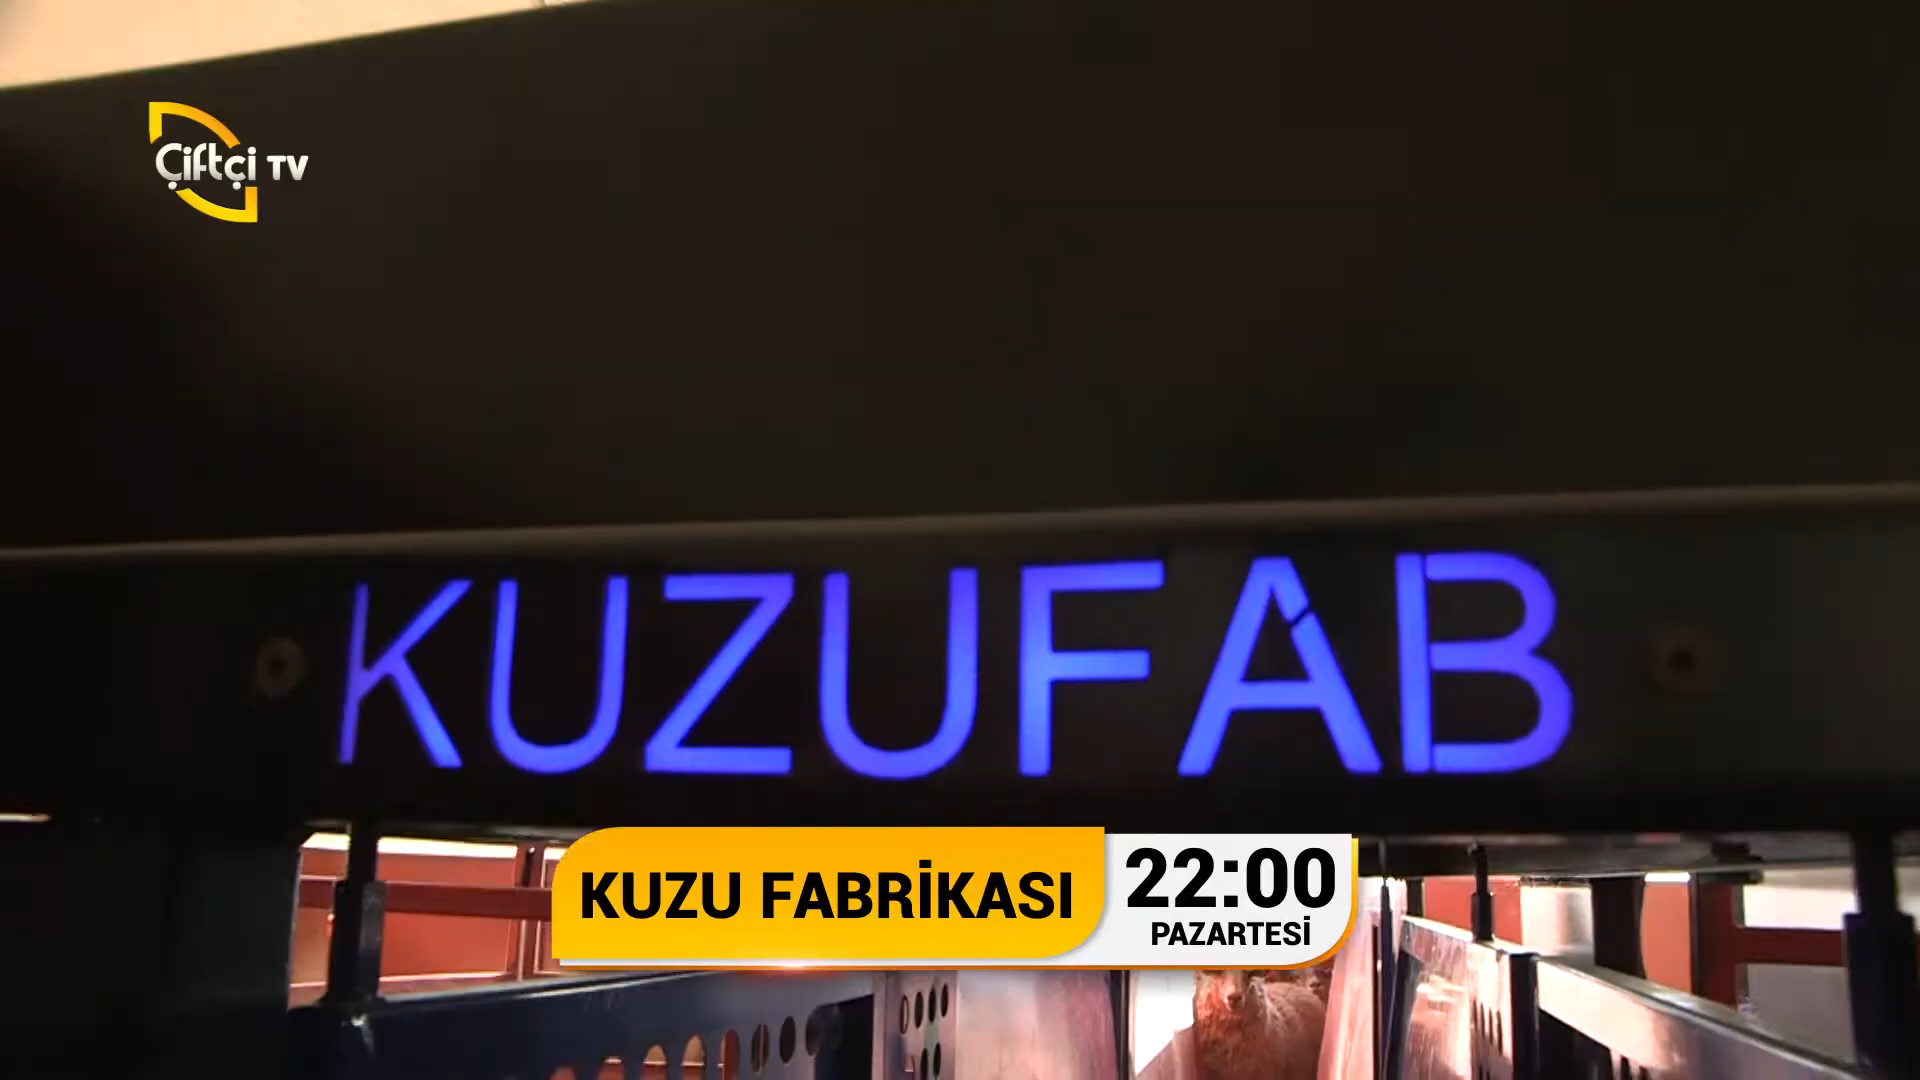 Çiftçi TV
KUZUFAB
KUZU FABRİKASI
22:00
PAZARTESİ